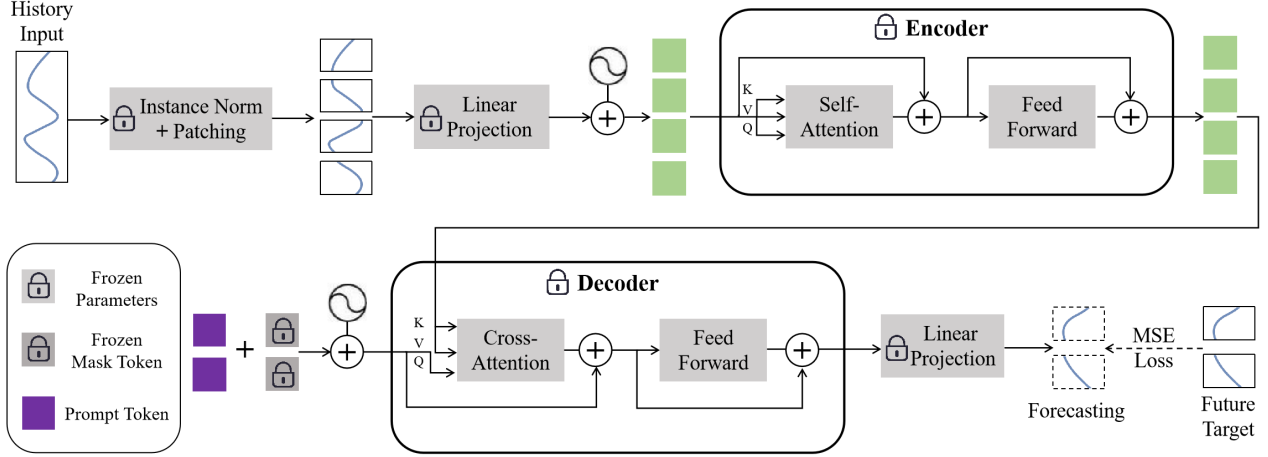 History
Input
Instance Norm
+ Patching
Linear
Projection
+
Encoder
K
V
Q
Self-
Attention
+
Feed
Forward
+
Frozen
Parameters
Frozen
Mask Token
Prompt Token
+
+
Decoder
K
V
Q
Cross-
Attention
+
Feed
Forward
+
Linear
Projection
Forecasting
MSE
Loss
Future
Target